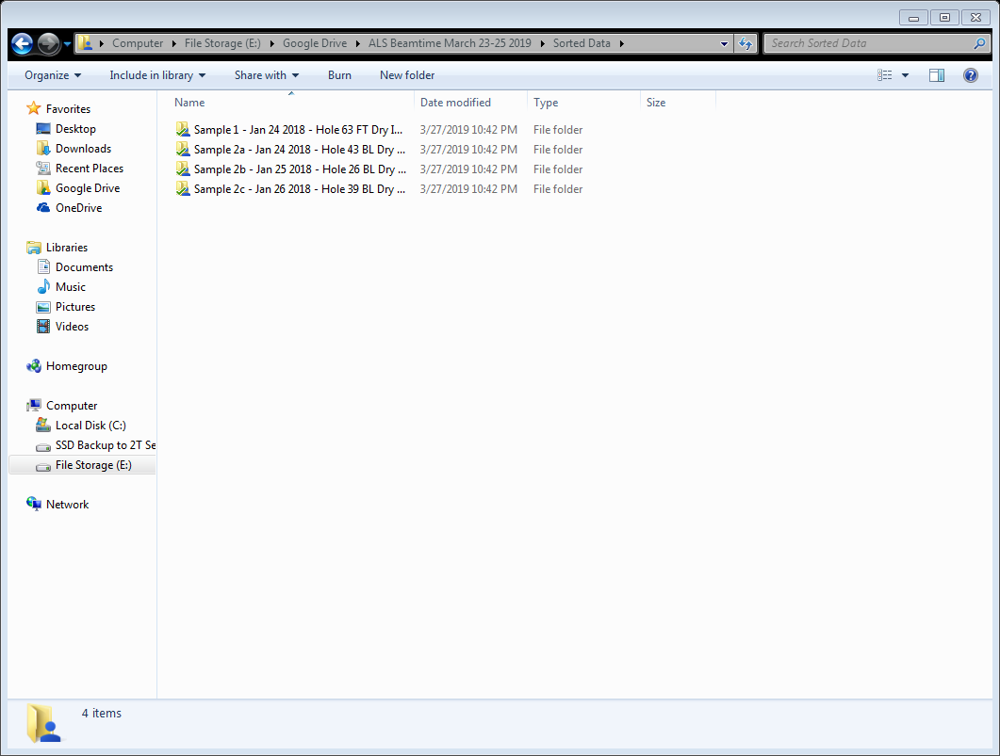 Computer File Storage (E:) Google Drive ALS Beamtime March 23-25 2019 Sorted Data Search Sorted Data
Organize Include in library Share with Burn New folder
Name Date modified Type Size
Sample 1 - Jan 24 2018 - Hole 63 FT Dry I... 3/27/2019 10:42 PM File folder
Sample 2a - Jan 24 2018 - Hole 43 BL Dry ... 3/27/2019 10:42 PM File folder
Sample 2b - Jan 25 2018 - Hole 26 BL Dry ... 3/27/2019 10:42 PM File folder
Sample 2c - Jan 26 2018 - Hole 39 BL Dry ... 3/27/2019 10:42 PM File folder
Favorites
Desktop
Downloads
Recent Places
Google Drive
OneDrive
Libraries
Documents
Music
Pictures
Videos
Homegroup
Computer
Local Disk (C:)
SSD Backup to 2T Se
File Storage (E:)
Network
4 items